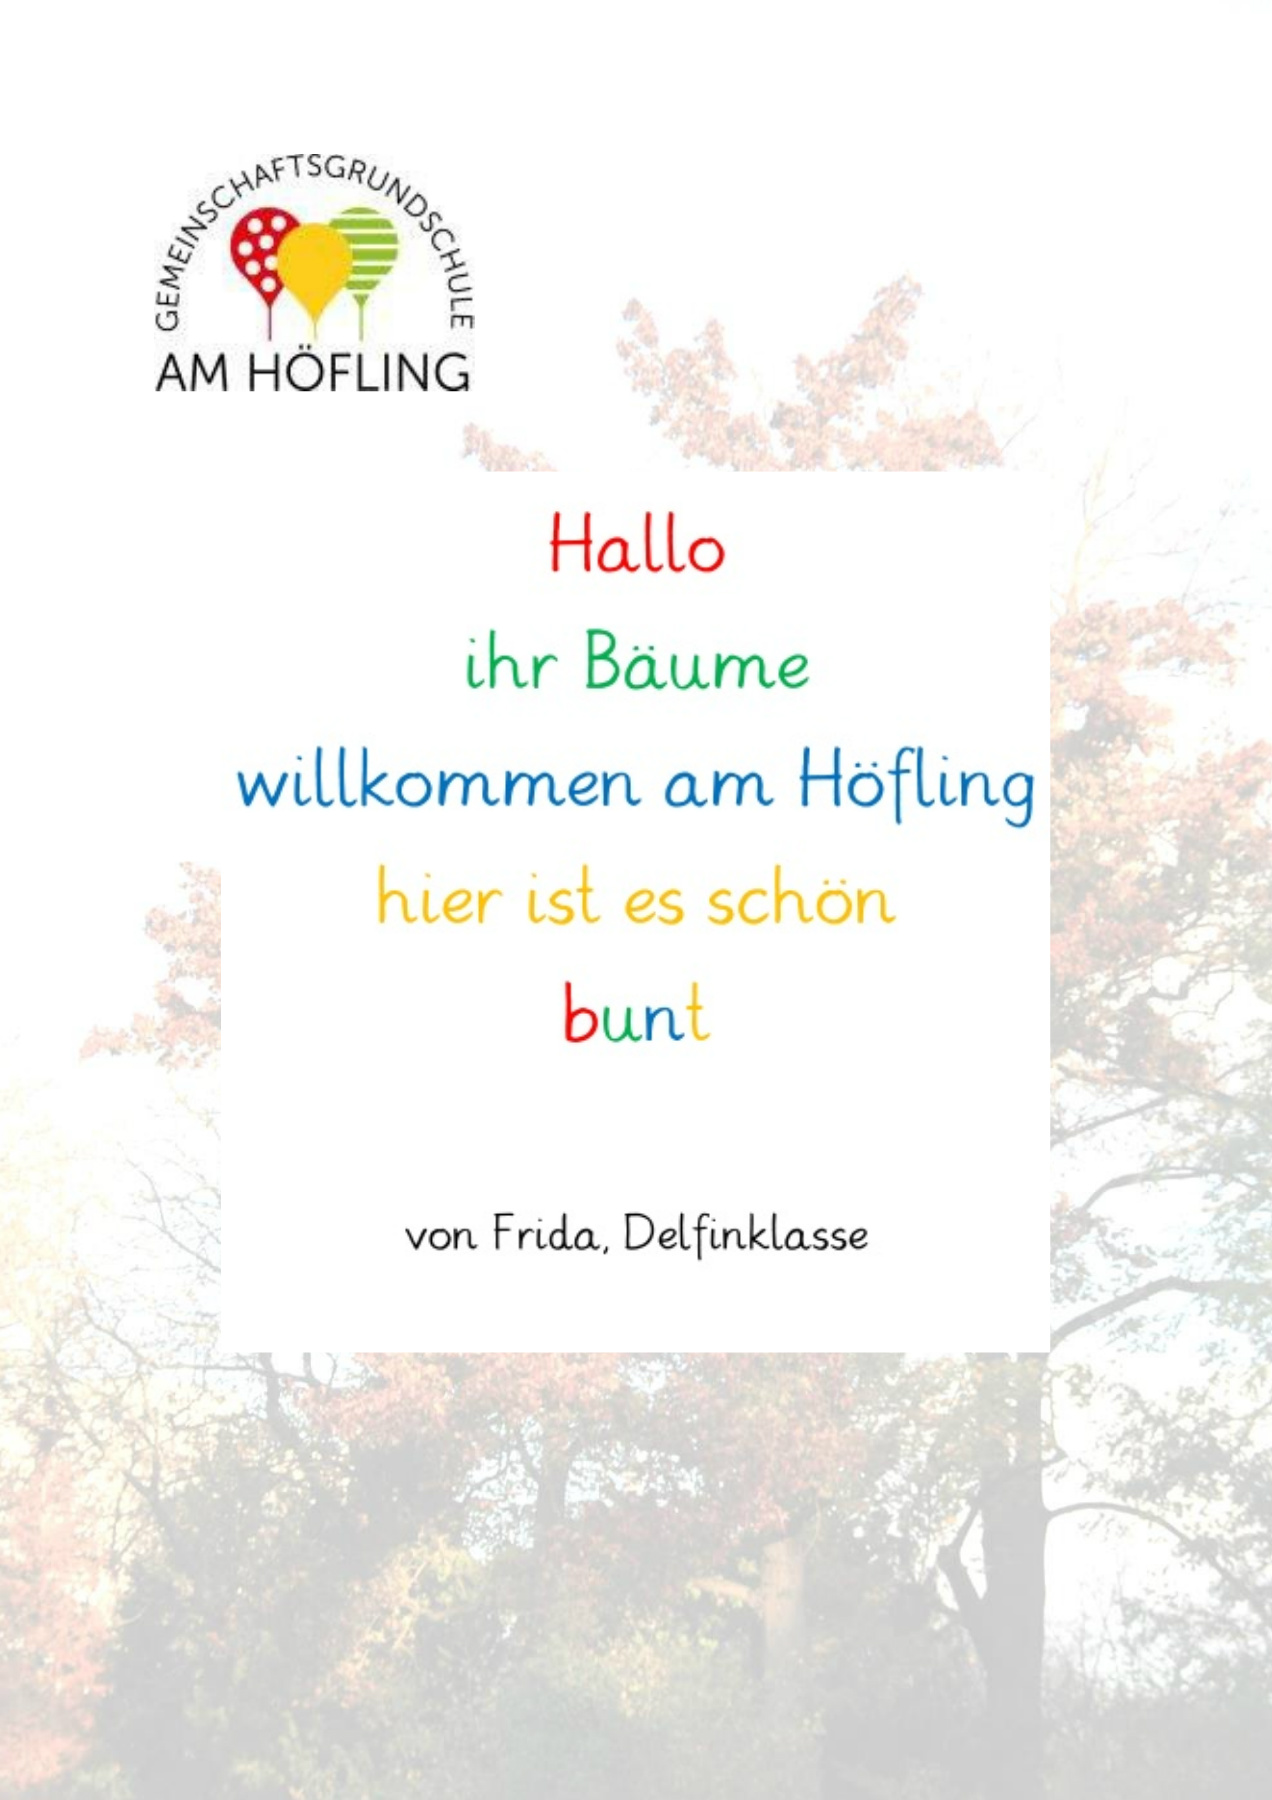 GEMEINSCHAFTSGRUNDSCHULE
AM HÖFLING
Hallo
ihr Bäume
willkommen am Höfling
hier ist es schön
bunt
von Frida, Delfinklasse